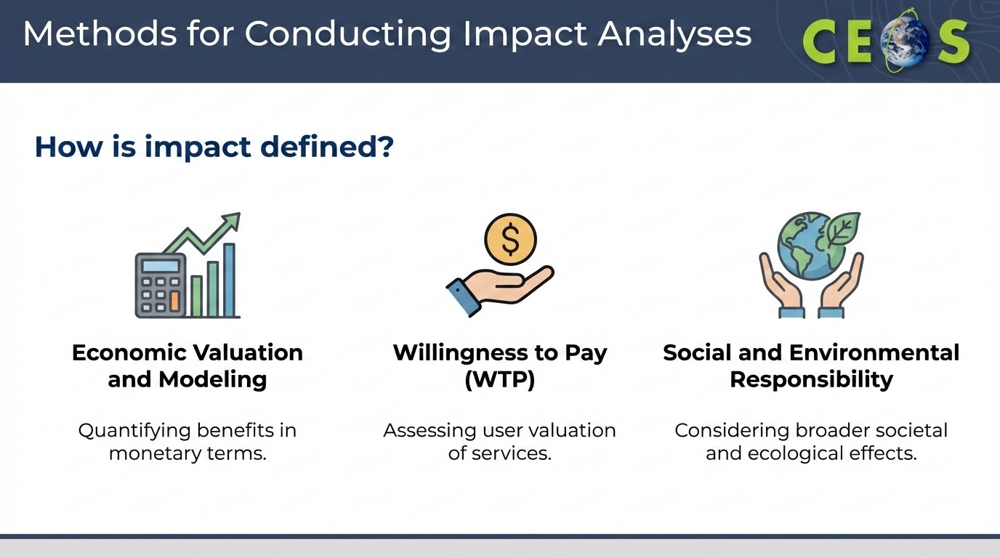 Methods for Conducting Impact Analyses
CEOS
How is impact defined?
$
Economic Valuation
and Modeling
Quantifying benefits in
monetary terms.
Willingness to Pay
(WTP)
Assessing user valuation
of services.
Social and Environmental
Responsibility
Considering broader societal
and ecological effects.